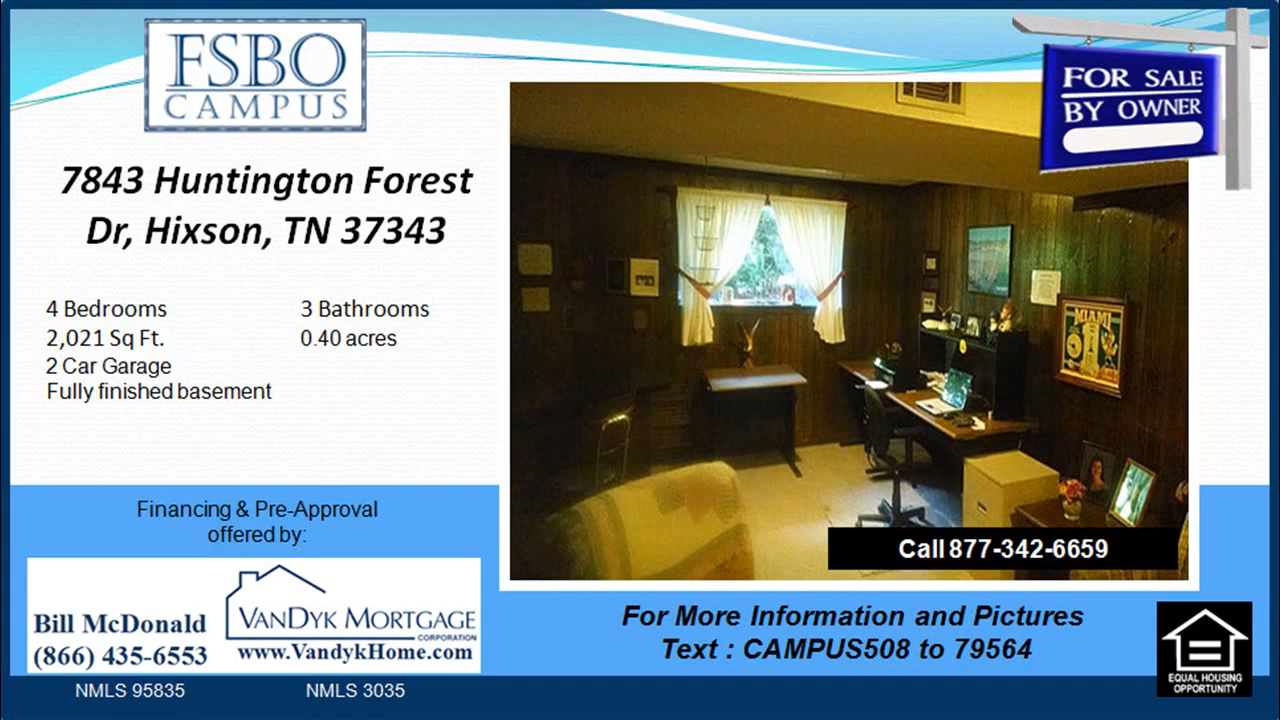 FSBO
CAMPUS
FOR SALE
BY OWNER
7843 Huntington Forest
Dr, Hixson, TN 37343
4 Bedrooms
3 Bathrooms
2,021 Sq Ft.
0.40 acres
2 Car Garage
Fully finished basement
MIAMI
Call 877-342-6659
Financing & Pre-Approval
offered by:
Bill McDonald
(866) 435-6553
VANDYK MORTGAGE
CORPORATION
www.VandykHome.com
NMLS 95835
NMLS 3035
For More Information and Pictures
Text : CAMPUS508 to 79564
EQUAL HOUSING
OPPORTUNITY